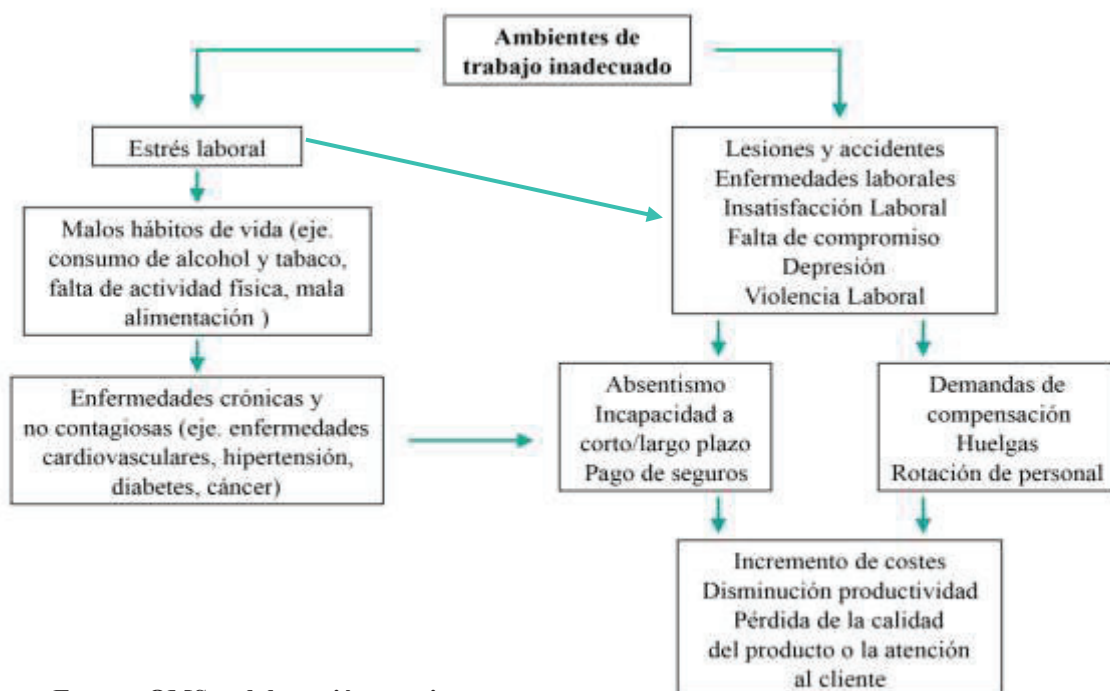 Ambientes de
trabajo inadecuado
Estrés laboral
Lesiones y accidentes
Enfermedades laborales
Insatisfacción Laboral
Falta de compromiso
Depresión
Violencia Laboral
Malos hábitos de vida (eje.
consumo de alcohol y tabaco,
falta de actividad física, mala
alimentación )
Enfermedades crónicas y
no contagiosas (eje. enfermedades
cardiovasculares, hipertensión,
diabetes, cáncer)
Absentismo
Incapacidad a
corto/largo plazo
Pago de seguros
Demandas de
compensación
Huelgas
Rotación de personal
Incremento de costes
Disminución productividad
Pérdida de la calidad
del producto o la atención
al cliente